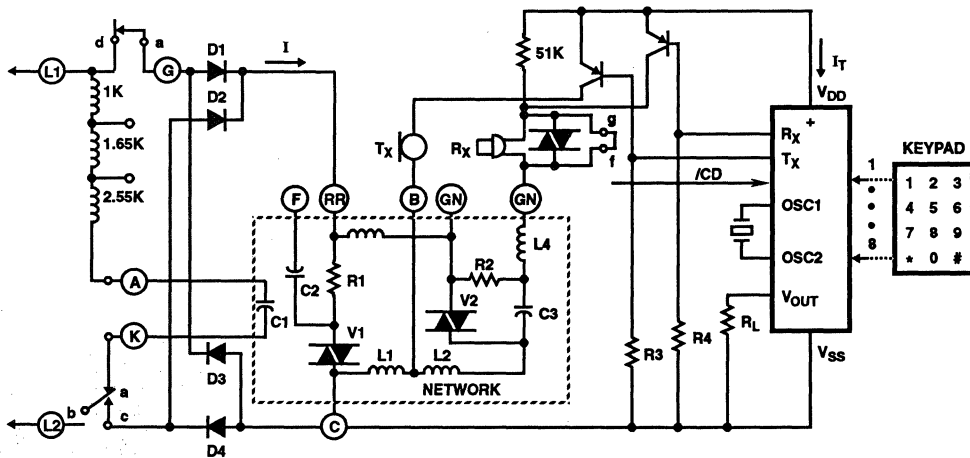 d
a
L1
G
D1
D2
I
1K
1.65K
2.55K
51K
TX
RX
g
f
IT
VDD
+
RX
TX
/CD
OSC1
OSC2
VOUT
VSS
1
8
KEYPAD
1 2 3
4 5 6
7 8 9
* 0 #
F
RR
B
GN
GN
L4
R1
R2
C2
C3
V1
V2
L1
L2
NETWORK
A
C1
K
D3
D4
R3
R4
RL
a
b
c
L2
C